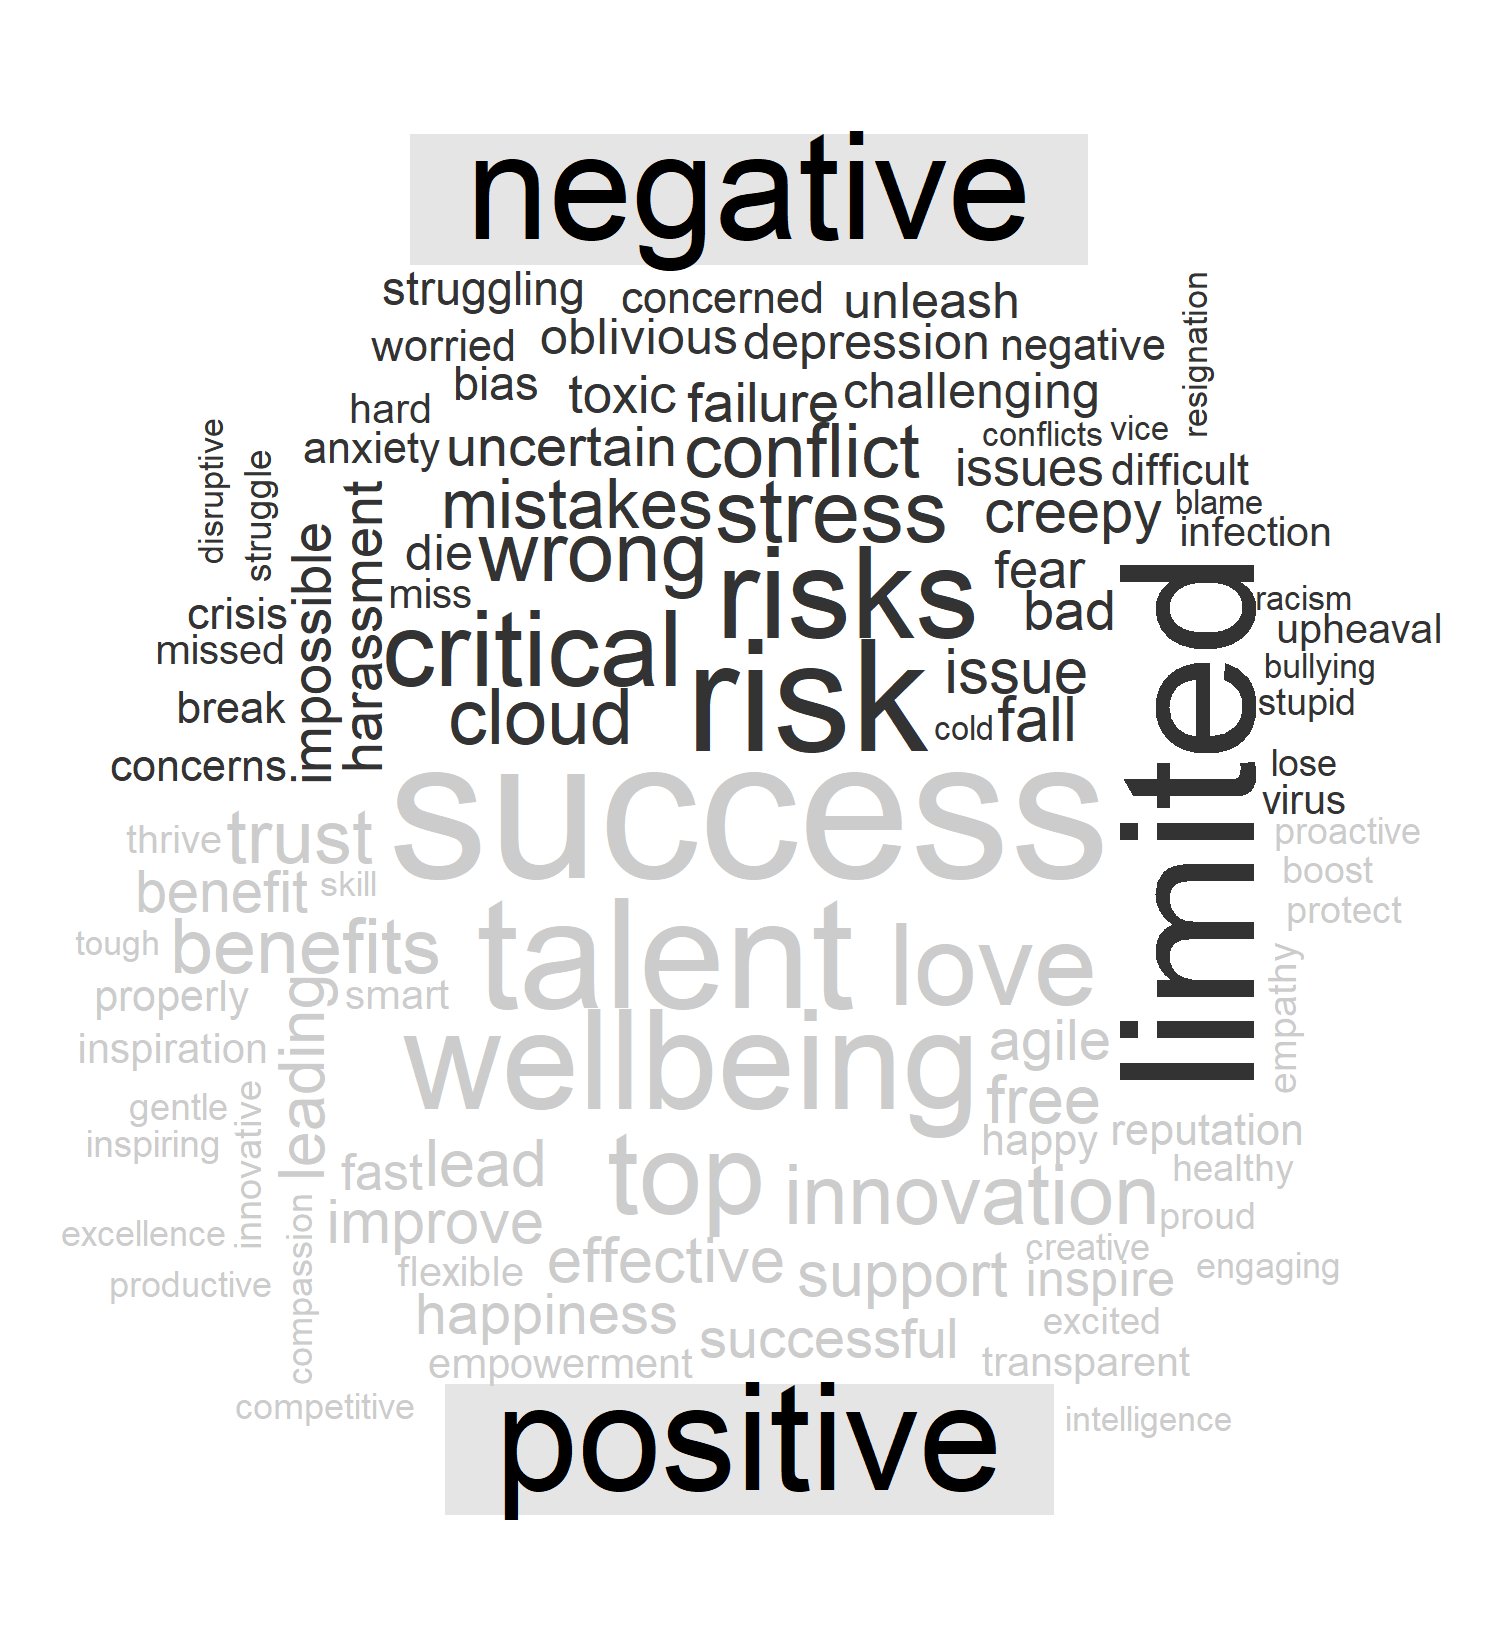 negative
struggling concerned unleash
worried oblivious depression negative
resignation
hard bias toxic failure challenging
anxiety uncertain conflict conflicts vice
disruptive struggle impossible harassment
mistakes stress issues difficult
creepy blame infection
die wrong risks fear
crisis miss bad racism
missed critical upheaval
break cloud risk issue bullying
cold fall stupid
concerns. limited lose
virus
thrive trust success proactive
benefit skill boost
tough benefits talent love protect
properly leading smart empathy
inspiration wellbeing agile
gentle innovative free
inspiring happy reputation
fast lead top innovation healthy
excellence compassion improve proud
productive flexible effective support creative
inspire engaging
happiness successful excited
empowerment transparent
competitive intelligence
positive